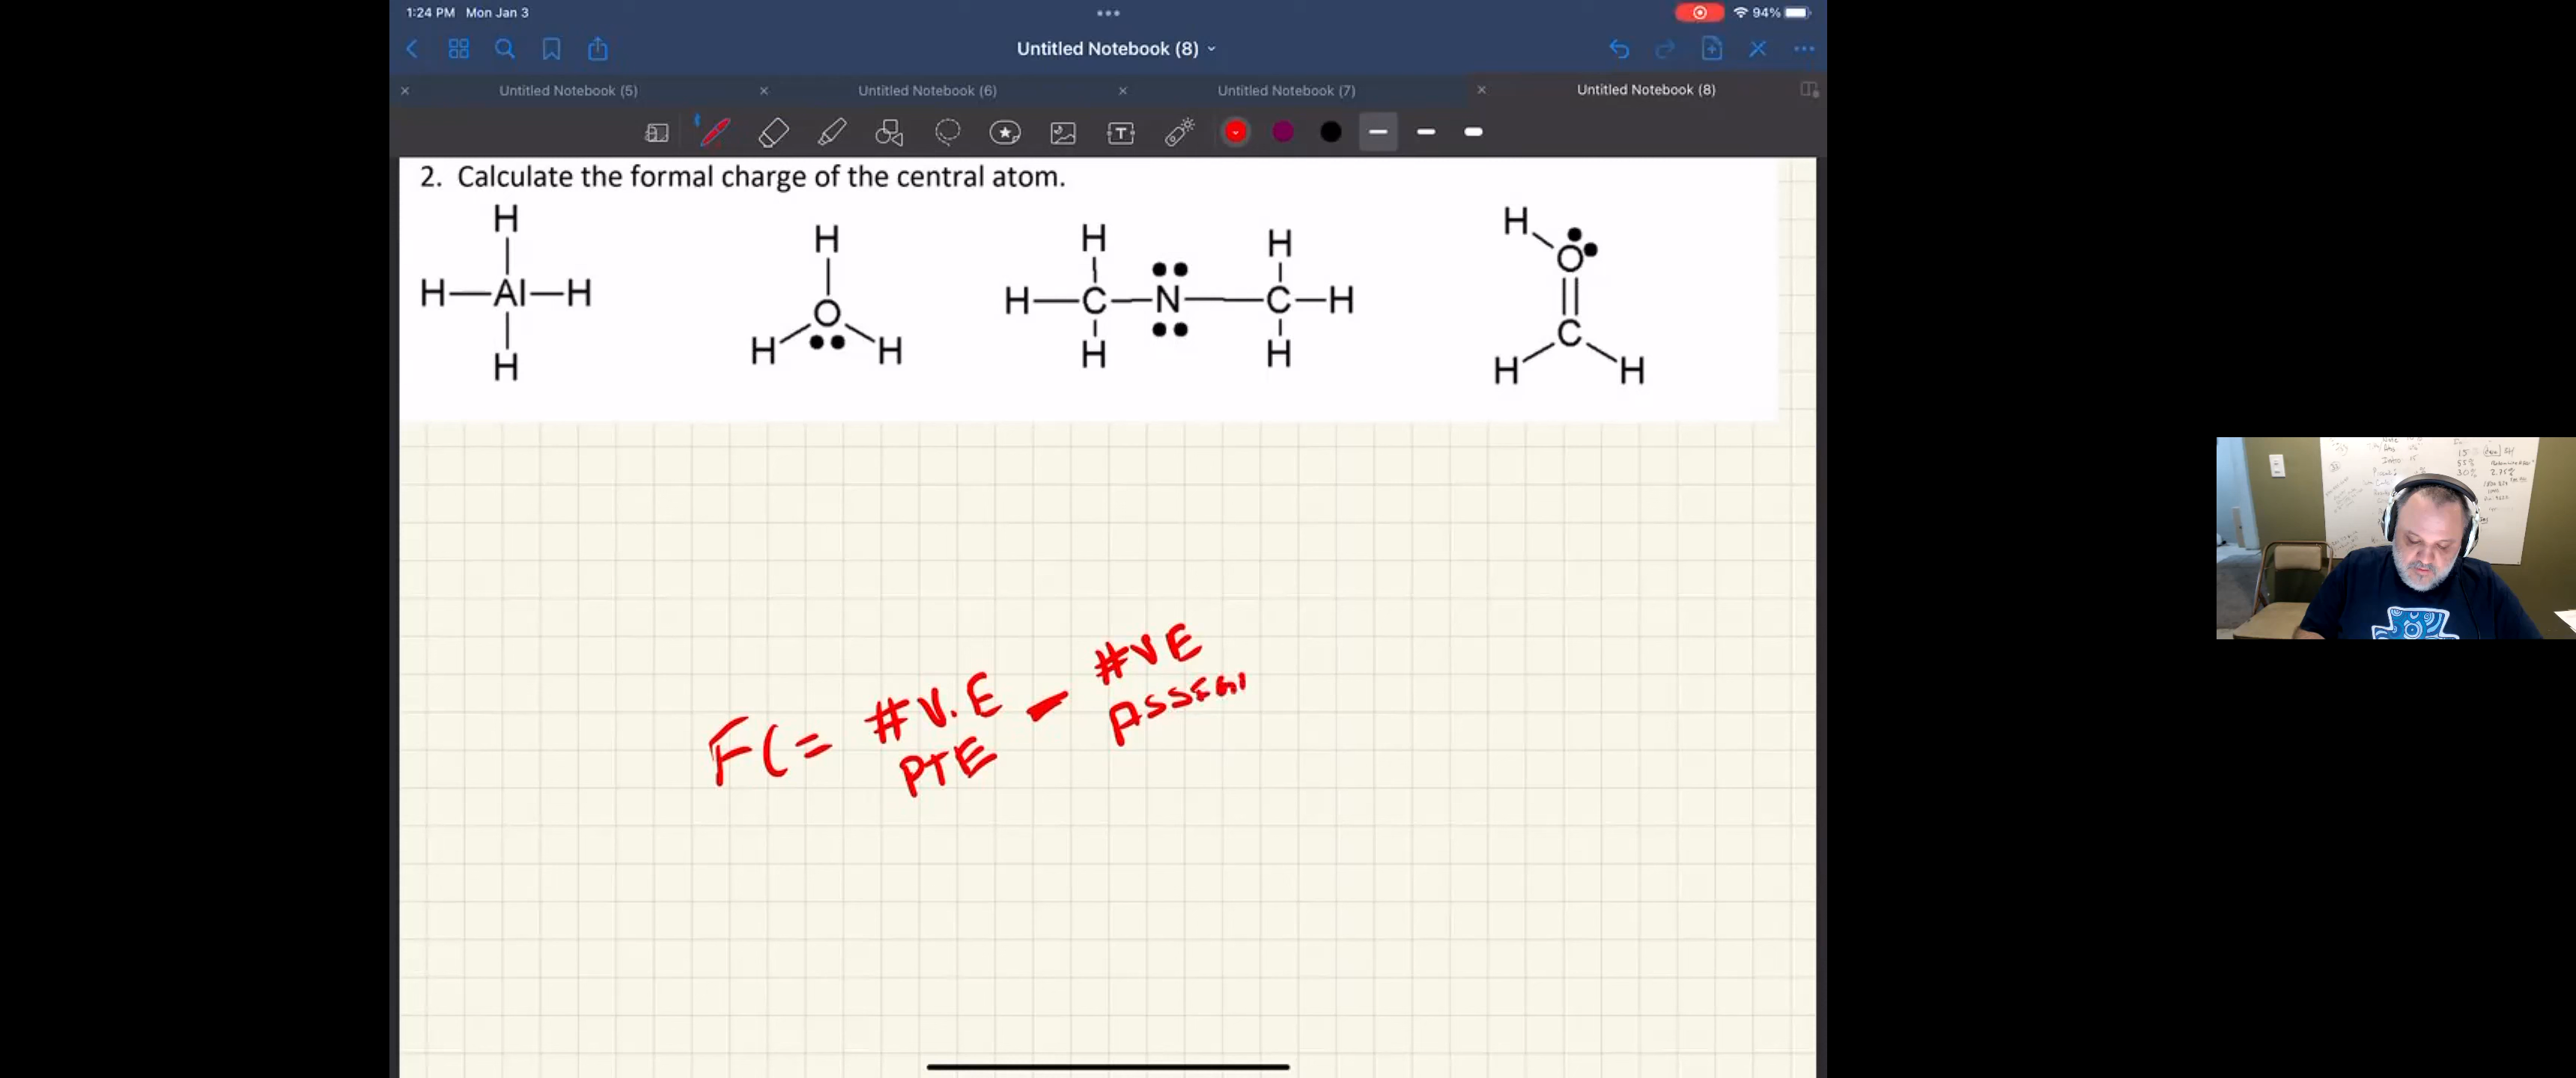 1:24 PM Mon Jan 3
94%
Untitled Notebook (8)
Untitled Notebook (5)
Untitled Notebook (6)
Untitled Notebook (7)
Untitled Notebook (8)
2. Calculate the formal charge of the central atom.
H
H—Al—H
H
H
O
H H
H H
H—C—N—C—H
H H
H
O
C
H H
FC = #V.E PTE - #VE